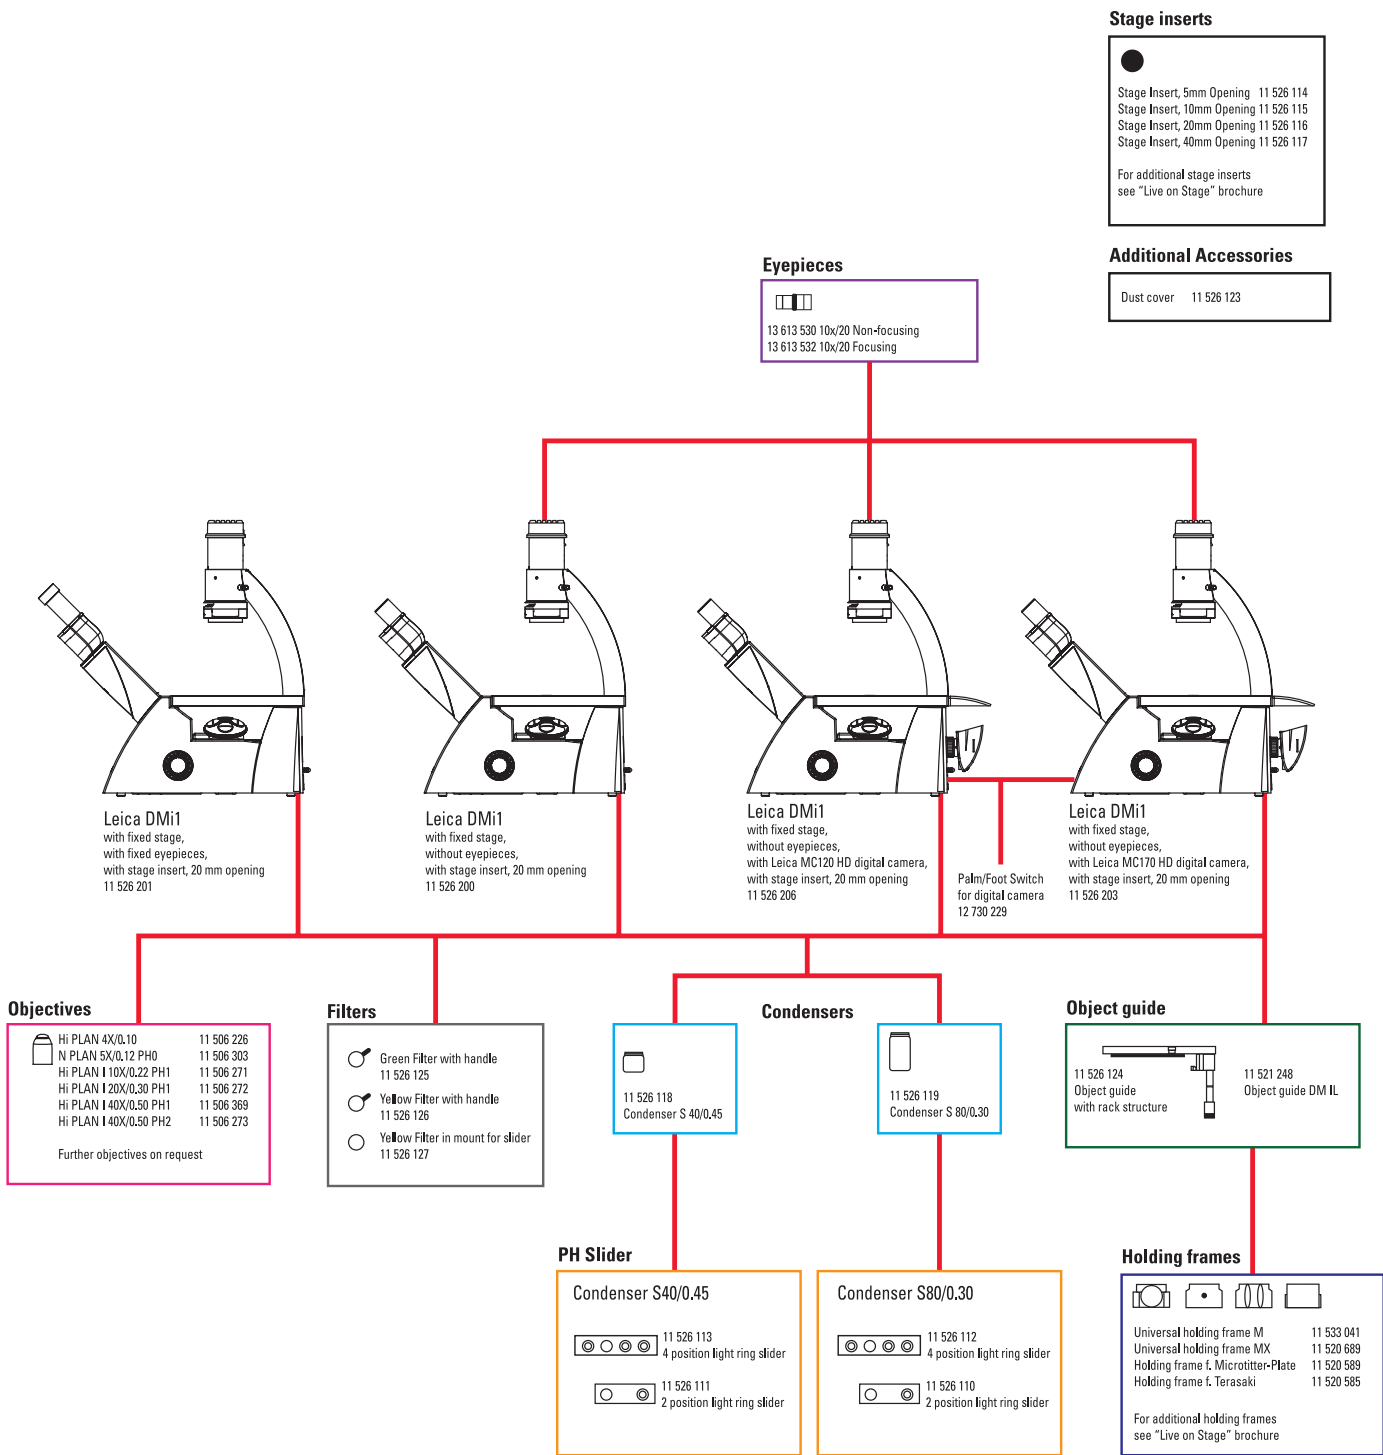 Stage inserts
Stage Insert, 5mm Opening 11 526 114
Stage Insert, 10mm Opening 11 526 115
Stage Insert, 20mm Opening 11 526 116
Stage Insert, 40mm Opening 11 526 117
For additional stage inserts
see “Live on Stage” brochure
Additional Accessories
Dust cover 11 526 123
Eyepieces
13 613 530 10x/20 Non-focusing
13 613 532 10x/20 Focusing
Leica DMi1
with fixed stage,
with fixed eyepieces,
with stage insert, 20 mm opening
11 526 201
Leica DMi1
with fixed stage,
without eyepieces,
with stage insert, 20 mm opening
11 526 200
Leica DMi1
with fixed stage,
without eyepieces,
with Leica MC120 HD digital camera,
with stage insert, 20 mm opening
11 526 206
Palm/Foot Switch
for digital camera
12 730 229
Leica DMi1
with fixed stage,
without eyepieces,
with Leica MC170 HD digital camera,
with stage insert, 20 mm opening
11 526 203
Objectives
Hi PLAN 4X/0.10 11 506 226
N PLAN 5X/0.12 PH0 11 506 303
Hi PLAN I 10X/0.22 PH1 11 506 271
Hi PLAN I 20X/0.30 PH1 11 506 272
Hi PLAN I 40X/0.50 PH1 11 506 369
Hi PLAN I 40X/0.50 PH2 11 506 273
Further objectives on request
Filters
Green Filter with handle
11 526 125
Yellow Filter with handle
11 526 126
Yellow Filter in mount for slider
11 526 127
Condensers
11 526 118
Condenser S 40/0.45
11 526 119
Condenser S 80/0.30
Object guide
11 526 124
Object guide
with rack structure
11 521 248
Object guide DM IL
PH Slider
Condenser S40/0.45
11 526 113
4 position light ring slider
11 526 111
2 position light ring slider
Condenser S80/0.30
11 526 112
4 position light ring slider
11 526 110
2 position light ring slider
Holding frames
Universal holding frame M 11 533 041
Universal holding frame MX 11 520 689
Holding frame f. Microtitter-Plate 11 520 589
Holding frame f. Terasaki 11 520 585
For additional holding frames
see “Live on Stage” brochure